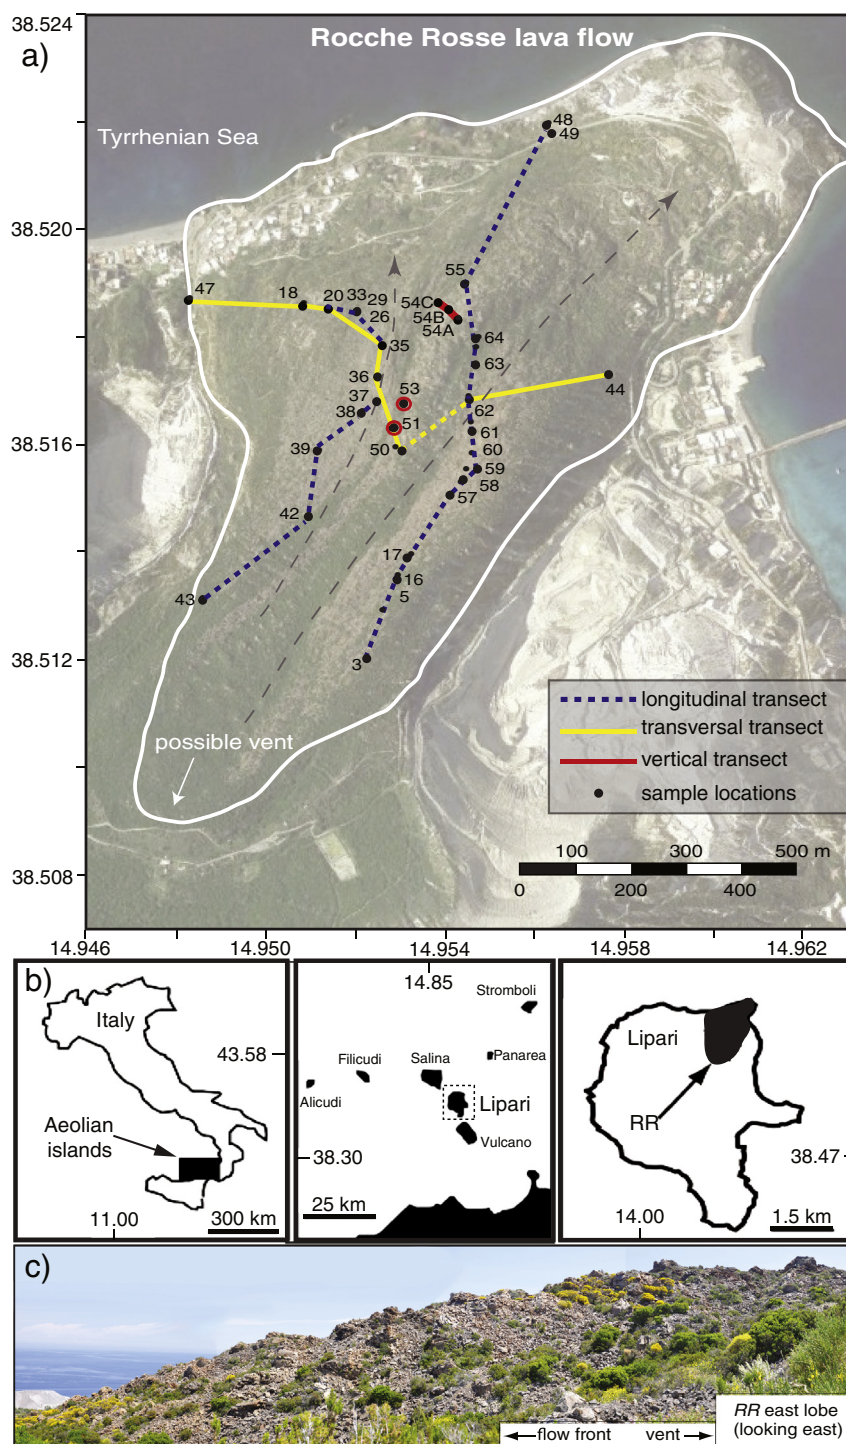 38.524
a)
Rocche Rosse lava flow
Tyrrhenian Sea
48
49
38.520
47
18
20
33
29
26
55
54C
54B
54A
35
64
63
36
53
44
37
38
62
51
38.516
39
50
61
60
59
58
57
42
17
16
43
5
3
38.512
possible vent
longitudinal transect
transversal transect
vertical transect
sample locations
100 300 500 m
0 200 400
38.508
14.946 14.950 14.954 14.958 14.962
b)
Italy
43.58
Aeolian
islands
11.00
300 km
14.85
Stromboli
Filicudi
Salina
Panarea
Alicudi
Lipari
Vulcano
38.30
25 km
Lipari
RR
38.47
14.00
1.5 km
c)
flow front vent
RR east lobe
(looking east)